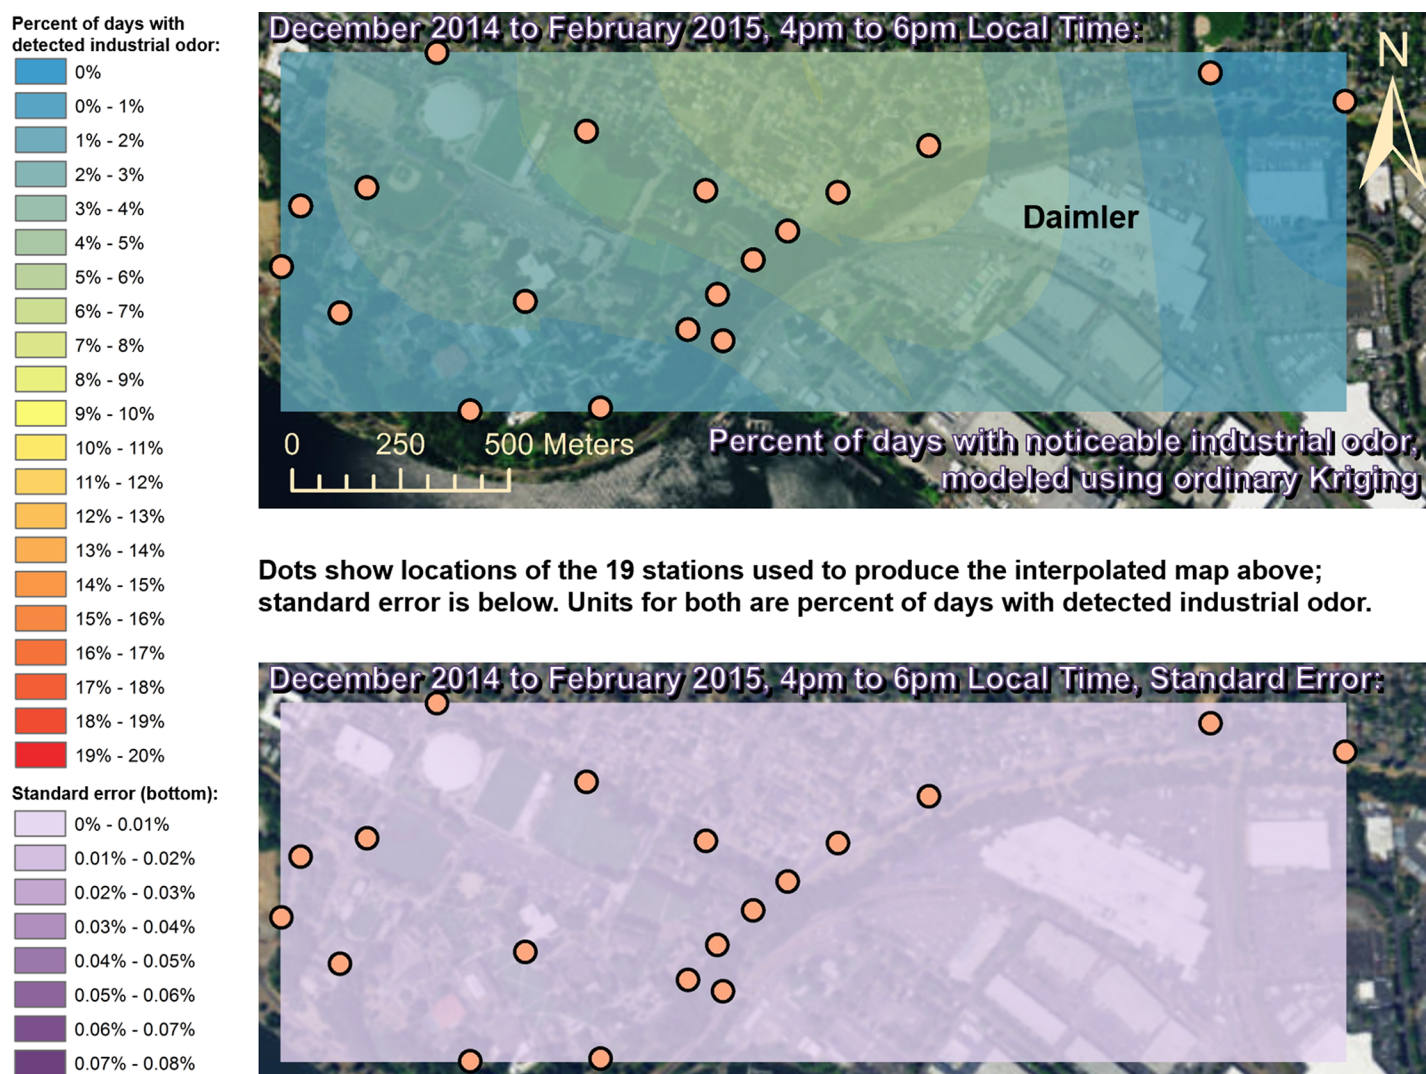 Percent of days with
detected industrial odor:
0%
0% - 1%
1% - 2%
2% - 3%
3% - 4%
4% - 5%
5% - 6%
6% - 7%
7% - 8%
8% - 9%
9% - 10%
10% - 11%
11% - 12%
12% - 13%
13% - 14%
14% - 15%
15% - 16%
16% - 17%
17% - 18%
18% - 19%
19% - 20%
Standard error (bottom):
0% - 0.01%
0.01% - 0.02%
0.02% - 0.03%
0.03% - 0.04%
0.04% - 0.05%
0.05% - 0.06%
0.06% - 0.07%
0.07% - 0.08%
December 2014 to February 2015, 4pm to 6pm Local Time:
N
Daimler
0 250 500 Meters
Percent of days with noticeable industrial odor,
modeled using ordinary Kriging
Dots show locations of the 19 stations used to produce the interpolated map above;
standard error is below. Units for both are percent of days with detected industrial odor.
December 2014 to February 2015, 4pm to 6pm Local Time, Standard Error: